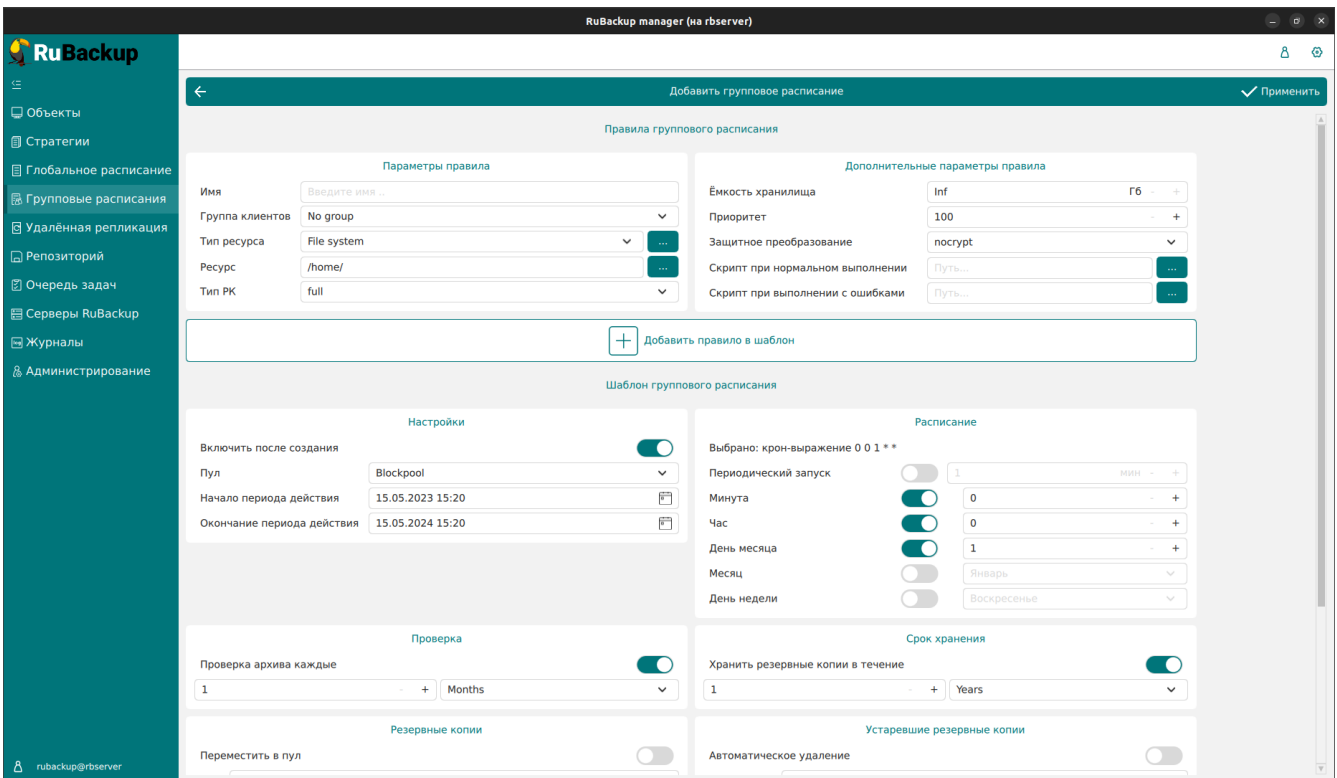 RuBackup manager (на rbserver)
RuBackup
Объекты
Стратегии
Глобальное расписание
Групповые расписания
Удалённая репликация
Репозиторий
Очередь задач
Серверы RuBackup
Журналы
Администрирование
rubackup@rbserver
Добавить групповое расписание
Применить
Правила группового расписания
Параметры правила
Имя Введите имя ..
Группа клиентов No group
Тип ресурса File system ...
Ресурс /home/ ...
Тип РК full
Дополнительные параметры правила
Ёмкость хранилища Inf Гб - +
Приоритет 100 - +
Защитное преобразование nocrypt
Скрипт при нормальном выполнении Путь... ...
Скрипт при выполнении с ошибками Путь... ...
Добавить правило в шаблон
Шаблон группового расписания
Настройки
Включить после создания
Пул Blockpool
Начало периода действия 15.05.2023 15:20
Окончание периода действия 15.05.2024 15:20
Расписание
Выбрано: крон-выражение 0 0 1 * *
Периодический запуск 1 мин - +
Минута 0 - +
Час 0 - +
День месяца 1 - +
Месяц Январь
День недели Воскресенье
Проверка
Проверка архива каждые
1 - + Months
Срок хранения
Хранить резервные копии в течение
1 - + Years
Резервные копии
Переместить в пул
Устаревшие резервные копии
Автоматическое удаление